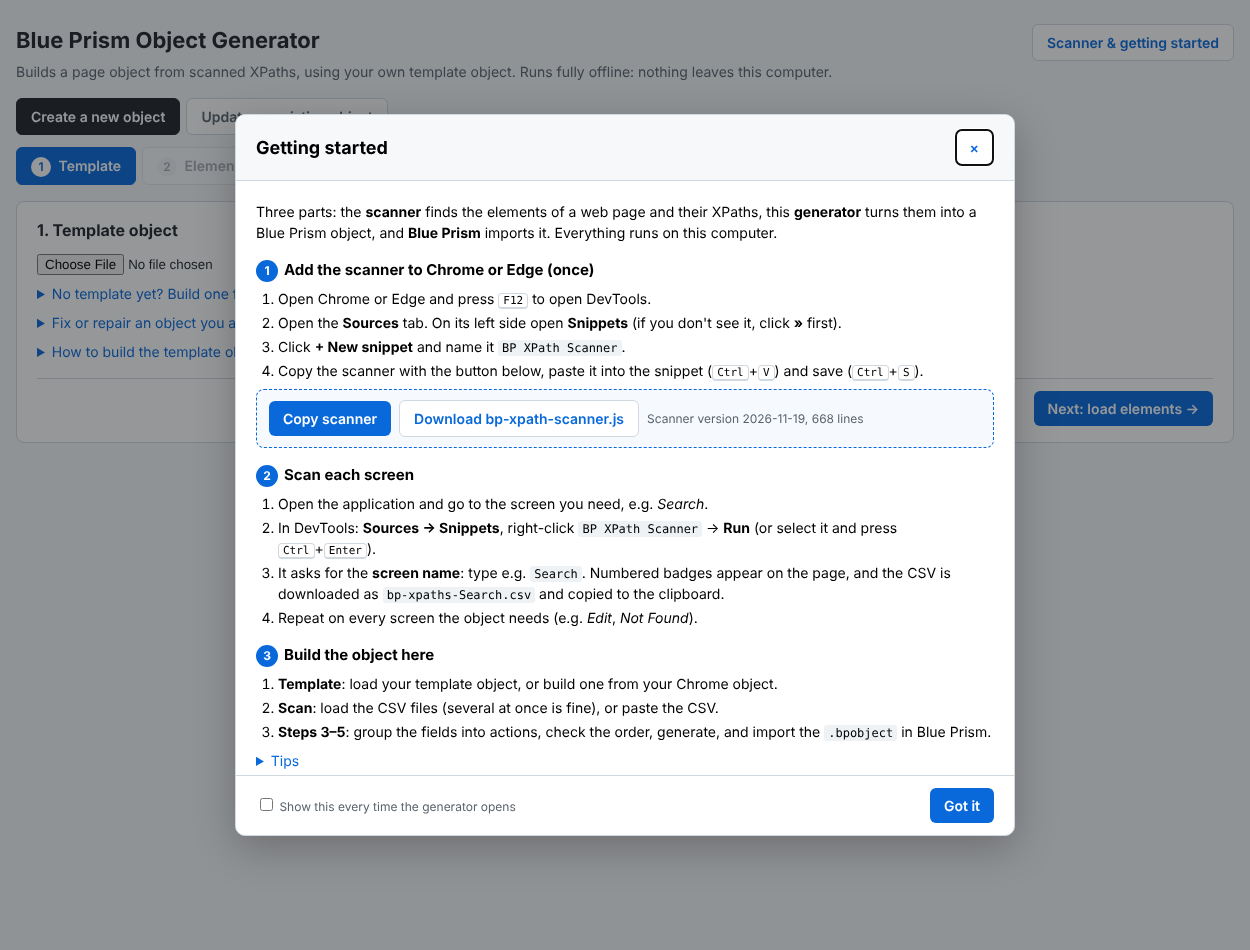 Blue Prism Object Generator
Scanner & getting started
Builds a page object from scanned XPaths, using your own template object. Runs fully offline: nothing leaves this computer.
Create a new object
1 Template
2
1. Template object
Choose File No file chosen
No template yet? Build one
Fix or repair an object you
How to build the template
Next: load elements →
Getting started
×
Three parts: the scanner finds the elements of a web page and their XPaths, this generator turns them into a
Blue Prism object, and Blue Prism imports it. Everything runs on this computer.
1 Add the scanner to Chrome or Edge (once)
1. Open Chrome or Edge and press F12 to open DevTools.
2. Open the Sources tab. On its left side open Snippets (if you don't see it, click » first).
3. Click + New snippet and name it BP XPath Scanner.
4. Copy the scanner with the button below, paste it into the snippet (Ctrl+V) and save (Ctrl+S).
Copy scanner
Download bp-xpath-scanner.js
Scanner version 2026-11-19, 668 lines
2 Scan each screen
1. Open the application and go to the screen you need, e.g. Search.
2. In DevTools: Sources → Snippets, right-click BP XPath Scanner → Run (or select it and press
Ctrl+Enter).
3. It asks for the screen name: type e.g. Search. Numbered badges appear on the page, and the CSV is
downloaded as bp-xpaths-Search.csv and copied to the clipboard.
4. Repeat on every screen the object needs (e.g. Edit, Not Found).
3 Build the object here
1. Template: load your template object, or build one from your Chrome object.
2. Scan: load the CSV files (several at once is fine), or paste the CSV.
3. Steps 3–5: group the fields into actions, check the order, generate, and import the .bpobject in Blue Prism.
Tips
Show this every time the generator opens
Got it